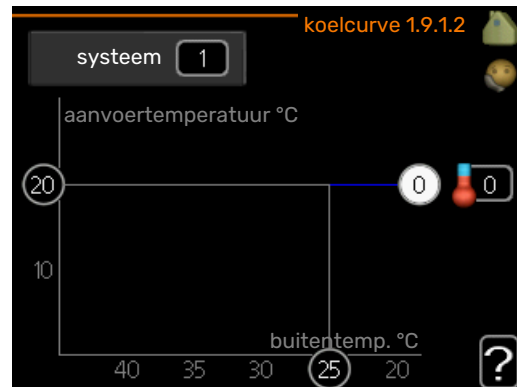 koelcurve 1.9.1.2
systeem 1
aanvoertemperatuur °C
20 0 0
10
buitentemp. °C
40 35 30 25 20
?